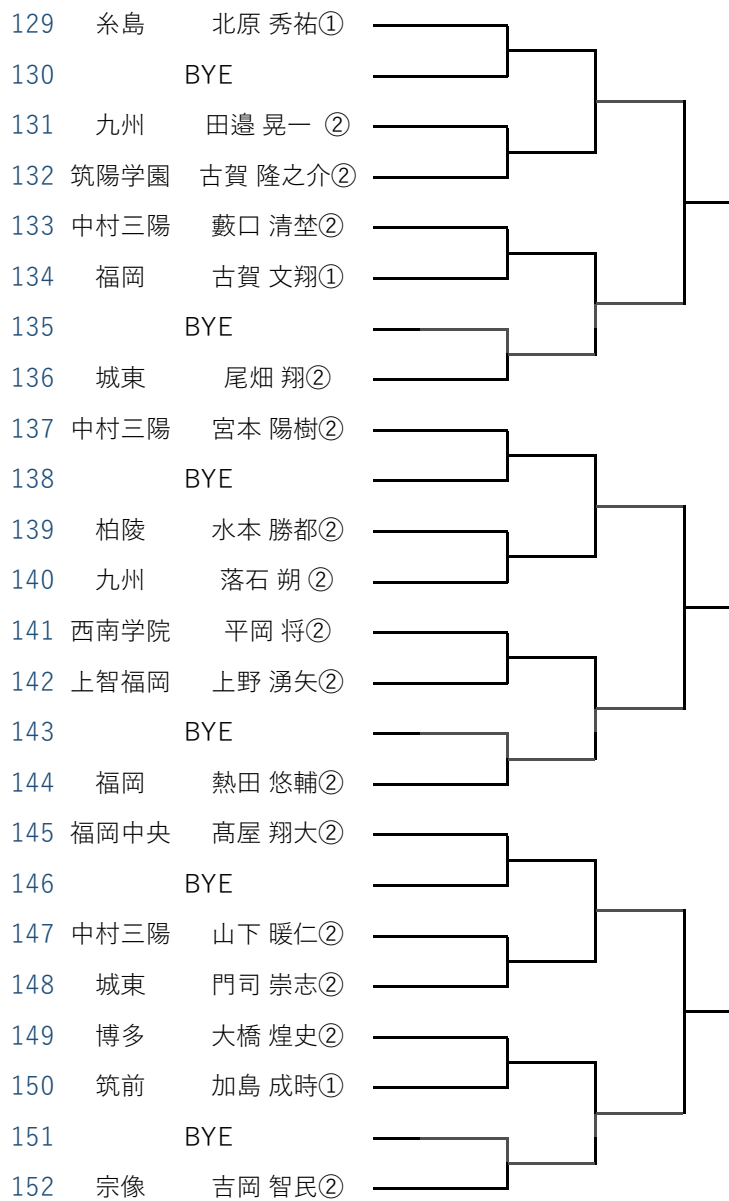 129 糸島 北原 秀祐①
130 BYE
131 九州 田邉 晃一 ②
132 筑陽学園 古賀 隆之介②
133 中村三陽 藪口 清埜②
134 福岡 古賀 文翔①
135 BYE
136 城東 尾畑 翔②
137 中村三陽 宮本 陽樹②
138 BYE
139 柏陵 水本 勝都②
140 九州 落石 朔 ②
141 西南学院 平岡 将②
142 上智福岡 上野 湧矢②
143 BYE
144 福岡 熱田 悠輔②
145 福岡中央 髙屋 翔大②
146 BYE
147 中村三陽 山下 暖仁②
148 城東 門司 崇志②
149 博多 大橋 煌史②
150 筑前 加島 成時①
151 BYE
152 宗像 吉岡 智民②